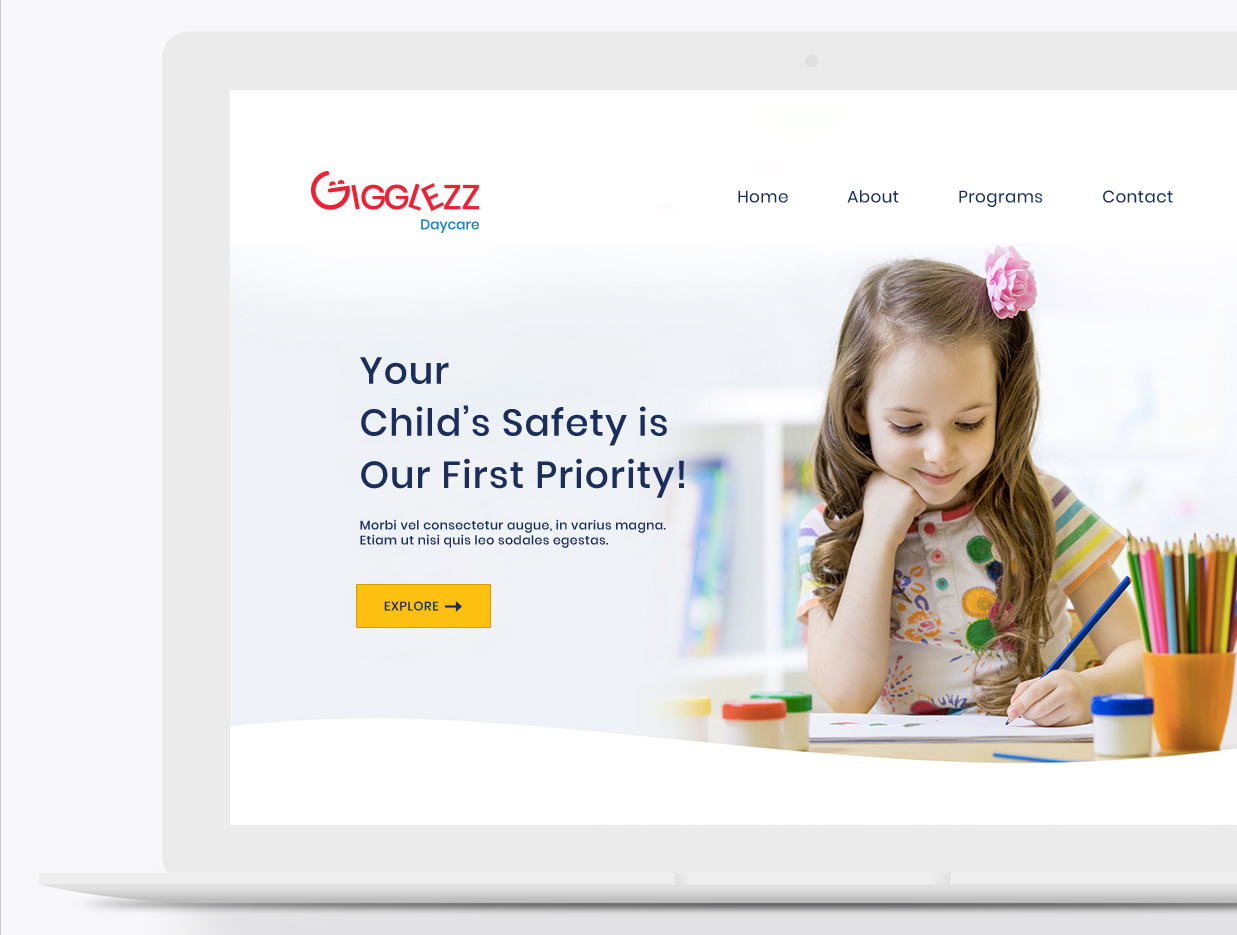 GIGGLEZZ
Daycare
Home About Programs Contact
Your
Child’s Safety is
Our First Priority!
Morbi vel consectetur augue, in varius magna.
Etiam ut nisi quis leo sodales egestas.
EXPLORE